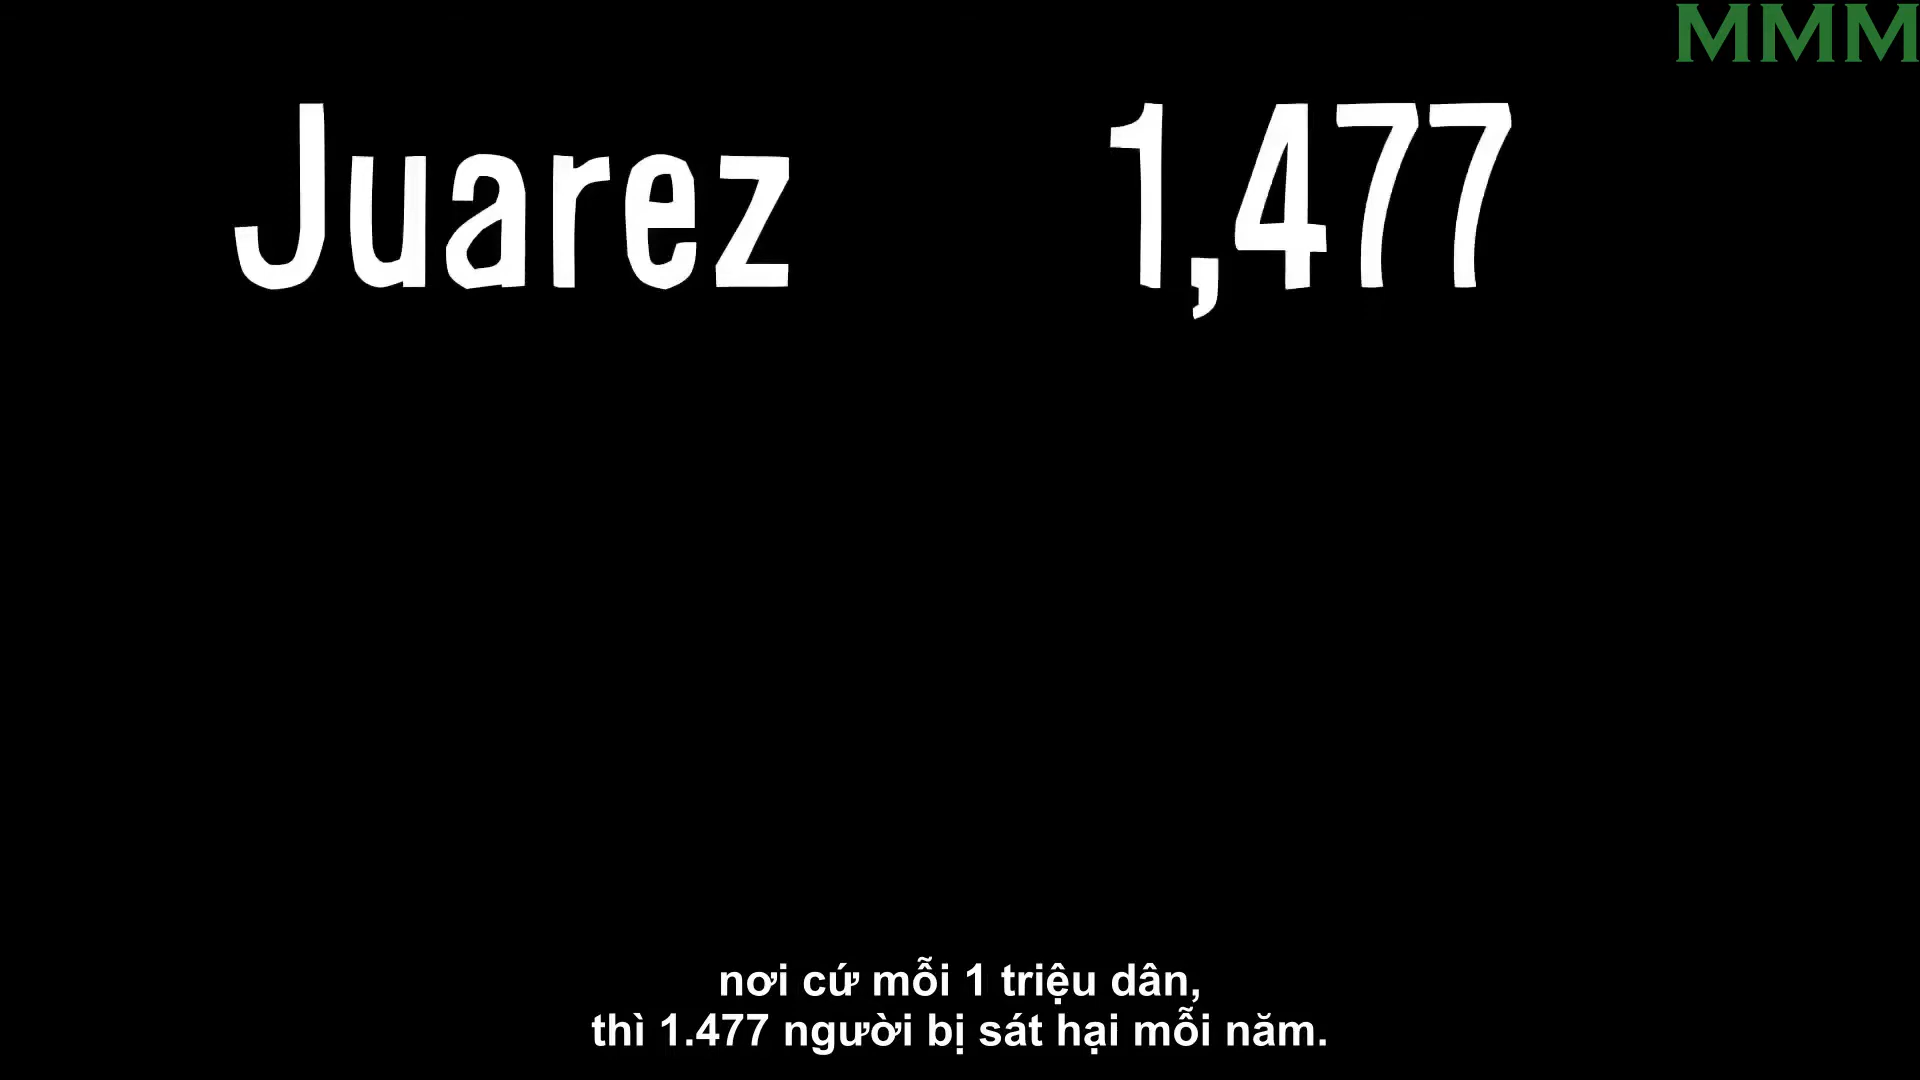 MMM
Juarez 1,477
nơi cứ mỗi 1 triệu dân,
thì 1.477 người bị sát hại mỗi năm.